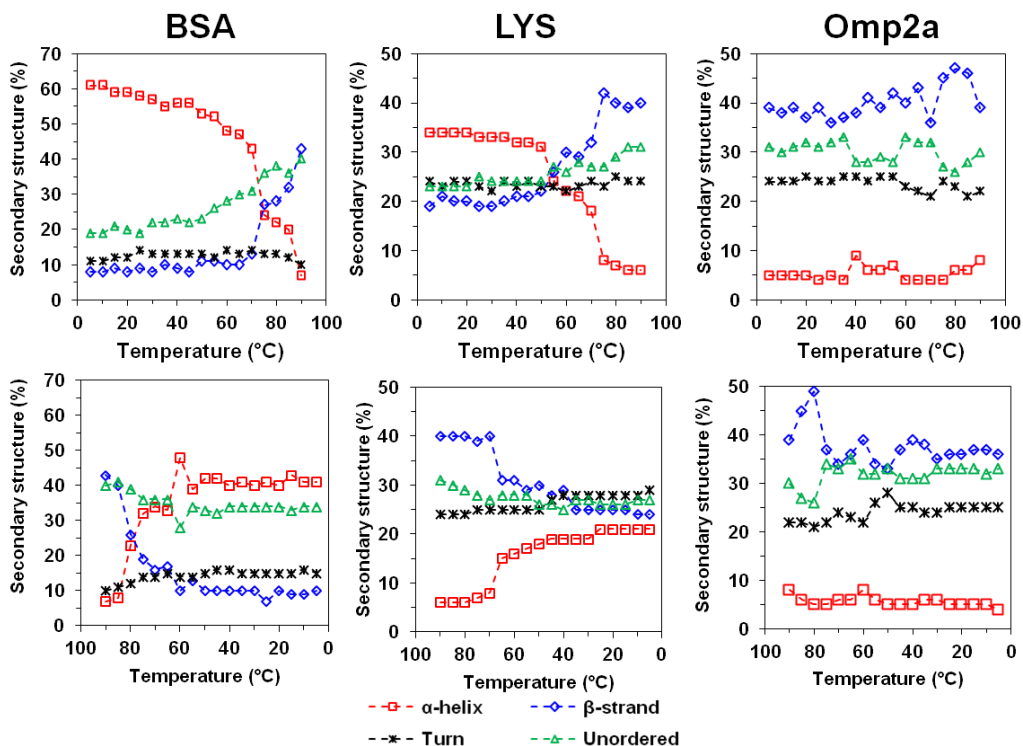 BSA LYS Omp2a
Secondary structure (%)
70
60
50
40
30
20
10
0
0 20 40 60 80 100
Temperature (°C)
Secondary structure (%)
50
40
30
20
10
0
0 20 40 60 80 100
Temperature (°C)
Secondary structure (%)
50
40
30
20
10
0
0 20 40 60 80 100
Temperature (°C)
Secondary structure (%)
70
60
50
40
30
20
10
0
100 80 60 40 20 0
Temperature (°C)
Secondary structure (%)
50
40
30
20
10
0
100 80 60 40 20 0
Temperature (°C)
Secondary structure (%)
50
40
30
20
10
0
100 80 60 40 20 0
Temperature (°C)
α-helix β-strand
Turn Unordered